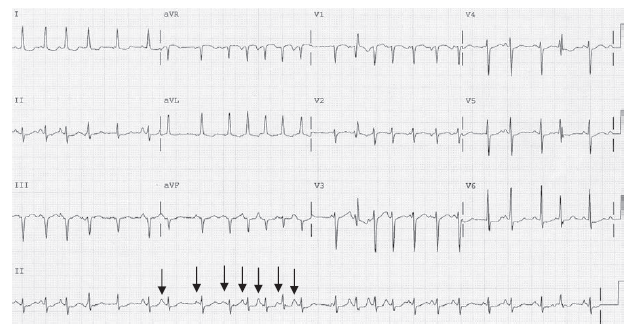 I aVR V1 V4
II aVL V2 V5
III aVF V3 V6
II